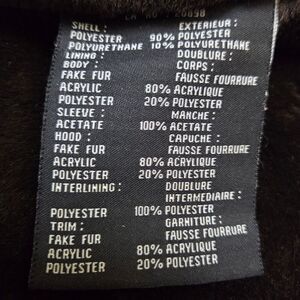 SHELL : EXTERIEUR :
POLYESTER 90% POLYESTER
POLYURETHANE 10% POLYURETHANE
LINING : DOUBLURE :
BODY : CORPS :
FAKE FUR FAUSSE FOURRURE
ACRYLIC 80% ACRYLIQUE
POLYESTER 20% POLYESTER
SLEEVE : MANCHE :
ACETATE 100% ACETATE
HOOD : CAPUCHE :
FAKE FUR FAUSSE FOURRURE
ACRYLIC 80% ACRYLIQUE
POLYESTER 20% POLYESTER
INTERLINING : DOUBLURE
INTERMEDIAIRE :
POLYESTER 100% POLYESTER
TRIM : GARNITURE :
FAKE FUR FAUSSE FOURRURE
ACRYLIC 80% ACRYLIQUE
POLYESTER 20% POLYESTER